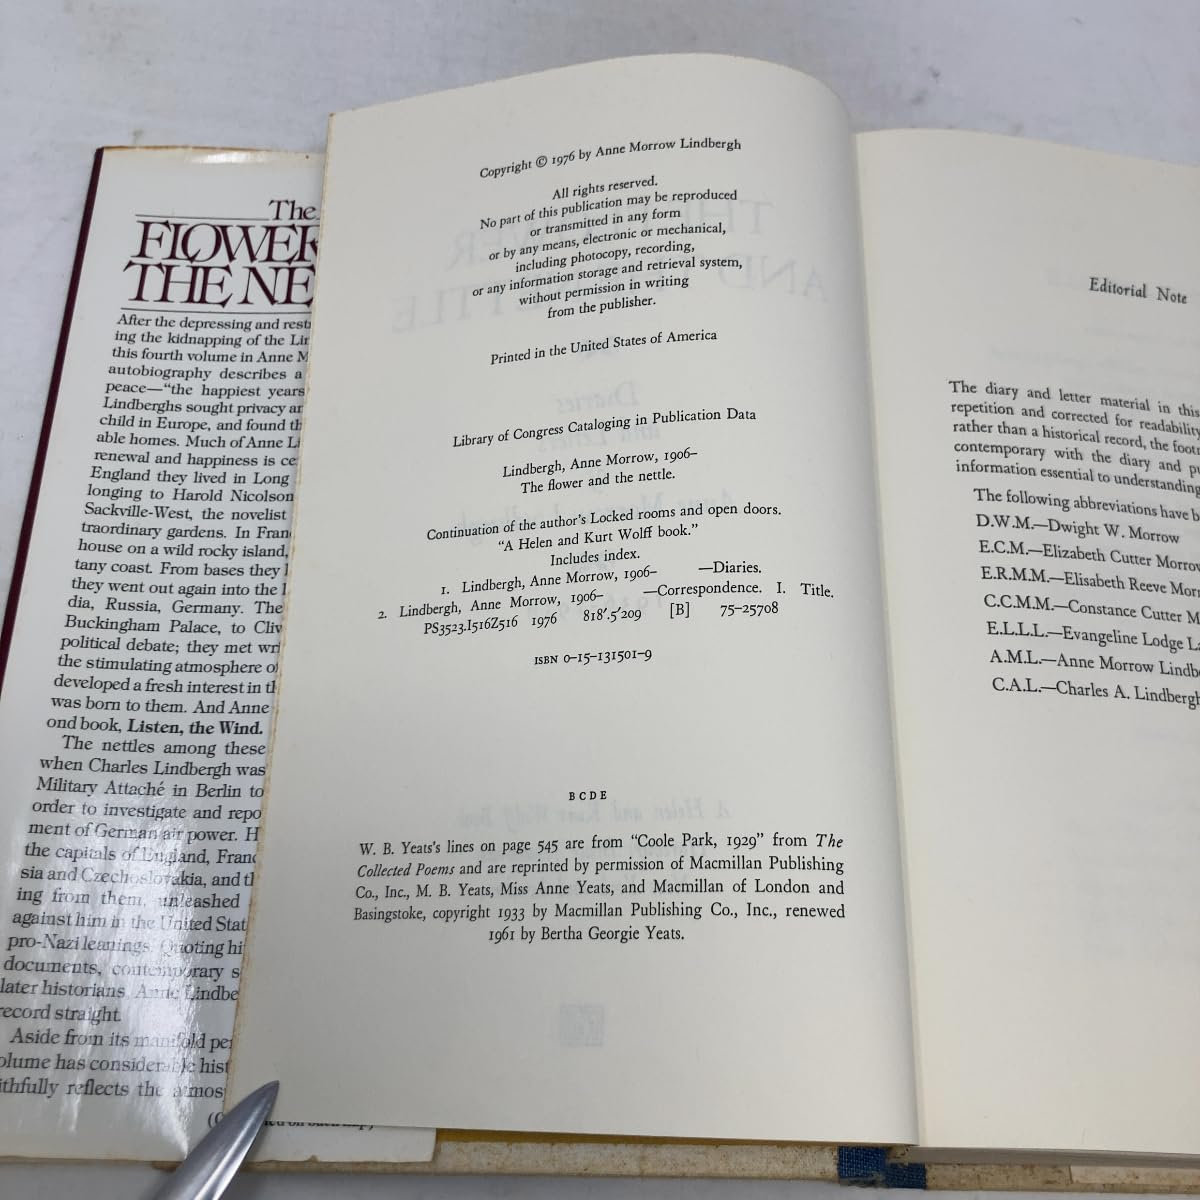 The
FLOWER
THE NE
After the depressing and rest
ing the kidnapping of the Lin
this fourth volume in Anne M
autobiography describes a
peace—“the happiest years
Lindberghs sought privacy an
child in Europe, and found th
able homes. Much of Anne Li
renewal and happiness is ce
England they lived in Long
longing to Harold Nicolson
Sackville-West, the novelist
traordinary gardens. In Fran
house on a wild rocky island,
tany coast. From bases they
they went out again into the
dia, Russia, Germany. The
Buckingham Palace, to Cliv
political debate; they met wr
the stimulating atmosphere o
developed a fresh interest in th
was born to them. And Anne
ond book, Listen, the Wind.
The nettles among these
when Charles Lindbergh was
Military Attaché in Berlin to
order to investigate and repo
ment of German air power. H
the capitals of England, Franc
sia and Czechoslovakia, and th
ing from them, unleashed
against him in the United Stat
pro-Nazi leanings. Quoting hi
documents, contemporary s
later historians, Anne Lindbe
record straight.
Aside from its manifold pe
olume has considerable hist
ithfully reflects the atmos
Copyright © 1976 by Anne Morrow Lindbergh
All rights reserved.
No part of this publication may be reproduced
or transmitted in any form
or by any means, electronic or mechanical,
including photocopy, recording,
or any information storage and retrieval system,
without permission in writing
from the publisher.
Printed in the United States of America
Library of Congress Cataloging in Publication Data
Lindbergh, Anne Morrow, 1906–
The flower and the nettle.
Continuation of the author's Locked rooms and open doors.
“A Helen and Kurt Wolff book.”
Includes index.
1. Lindbergh, Anne Morrow, 1906– —Diaries.
2. Lindbergh, Anne Morrow, 1906– —Correspondence. I. Title.
PS3523.I516Z516 1976 818'.5'209 [B] 75–25708
ISBN 0–15–131501–9
B C D E
W. B. Yeats's lines on page 545 are from “Coole Park, 1929” from The
Collected Poems and are reprinted by permission of Macmillan Publishing
Co., Inc., M. B. Yeats, Miss Anne Yeats, and Macmillan of London and
Basingstoke, copyright 1933 by Macmillan Publishing Co., Inc., renewed
1961 by Bertha Georgie Yeats.
Editorial Note
The diary and letter material in this
repetition and corrected for readability
rather than a historical record, the foot
contemporary with the diary and pu
information essential to understanding
The following abbreviations have b
D.W.M.—Dwight W. Morrow
E.C.M.—Elizabeth Cutter Morrow
E.R.M.M.—Elisabeth Reeve Morr
C.C.M.M.—Constance Cutter M
E.L.L.L.—Evangeline Lodge La
A.M.L.—Anne Morrow Lindb
C.A.L.—Charles A. Lindbergh